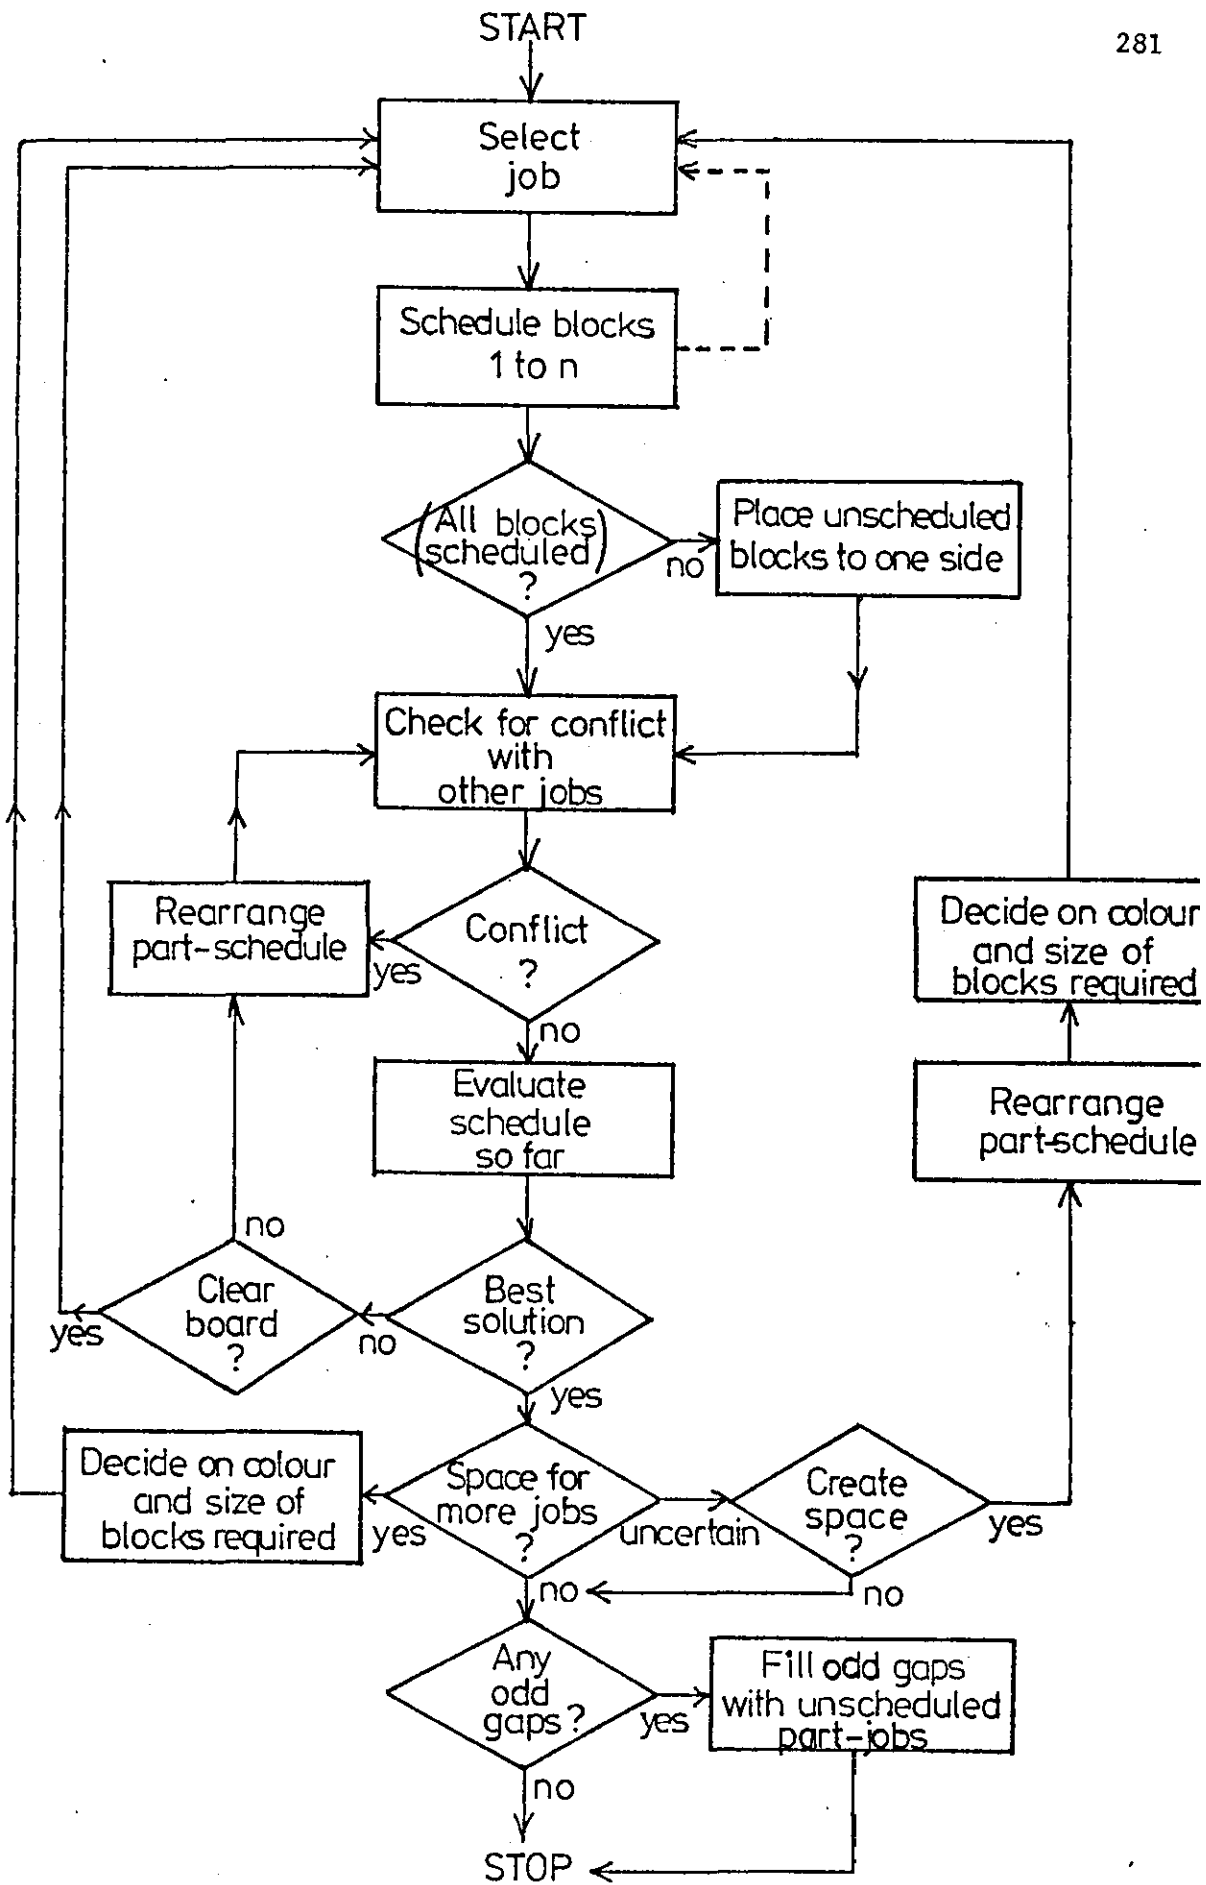 START
281
Select
job
Schedule blocks
1 to n
(All blocks
scheduled)
?
no
yes
Place unscheduled
blocks to one side
Check for conflict
with
other jobs
Rearrange
part-schedule
yes
Conflict
?
no
Decide on colour
and size of
blocks required
Evaluate
schedule
so far
Rearrange
part-schedule
no
Clear
board
?
yes
no
Best
solution
?
yes
Decide on colour
and size of
blocks required
yes
Space for
more jobs
?
uncertain
no
Create
space
?
yes
no
Any
odd
gaps?
yes
no
Fill odd gaps
with unscheduled
part-jobs
STOP